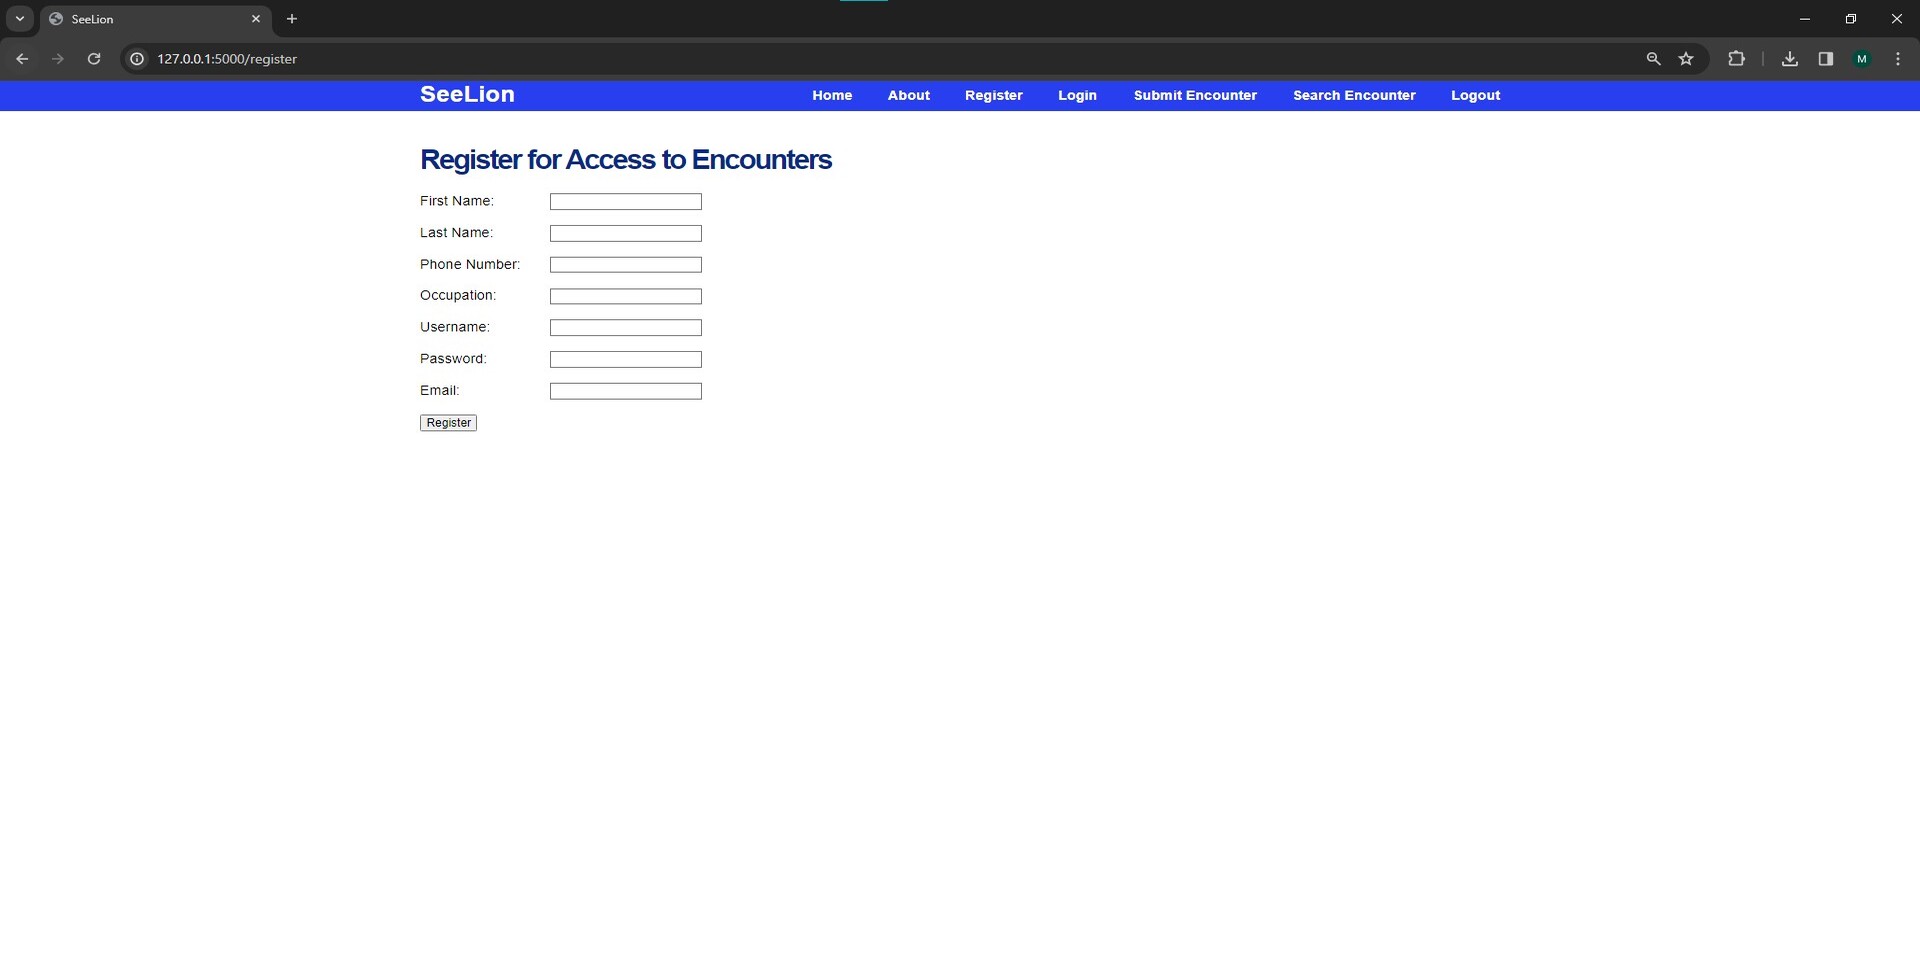 SeeLion
127.0.0.1:5000/register
M
SeeLion Home About Register Login Submit Encounter Search Encounter Logout
Register for Access to Encounters
First Name:
Last Name:
Phone Number:
Occupation:
Username:
Password:
Email:
Register